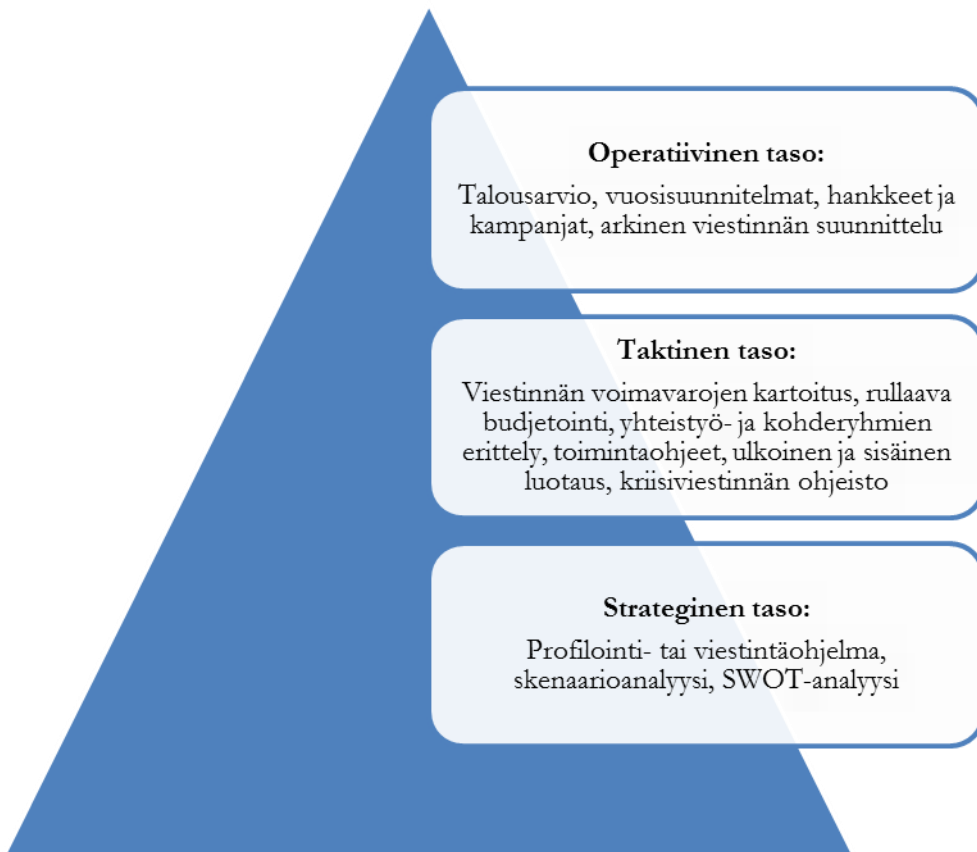 Operatiivinen taso:
Talousarvio, vuosisuunnitelmat, hankkeet ja
kampanjat, arkinen viestinnän suunnittelu
Taktinen taso:
Viestinnän voimavarojen kartoitus, rullaava
budjetointi, yhteistyö- ja kohderyhmien
erittely, toimintaohjeet, ulkoinen ja sisäinen
luotaus, kriisiviestinnän ohjeisto
Strateginen taso:
Profilointi- tai viestintäohjelma,
skenaarioanalyysi, SWOT-analyysi